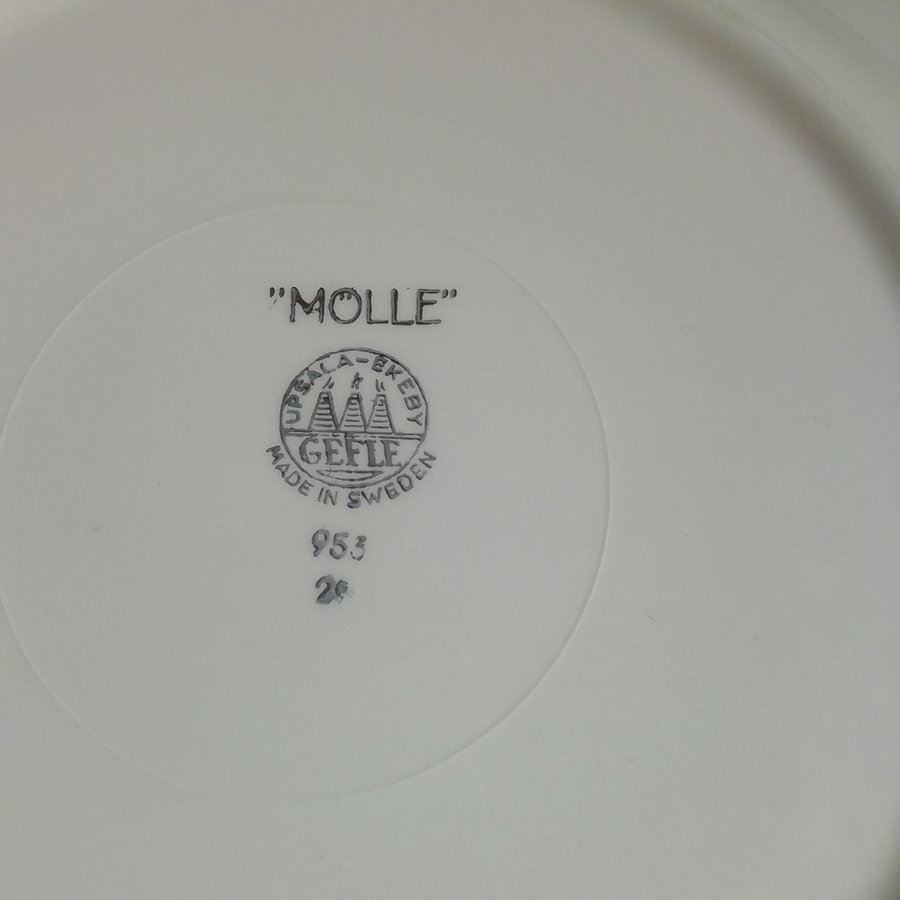 "MÖLLE"
UPSALA-EKEBY
GEFLE
MADE IN SWEDEN
953